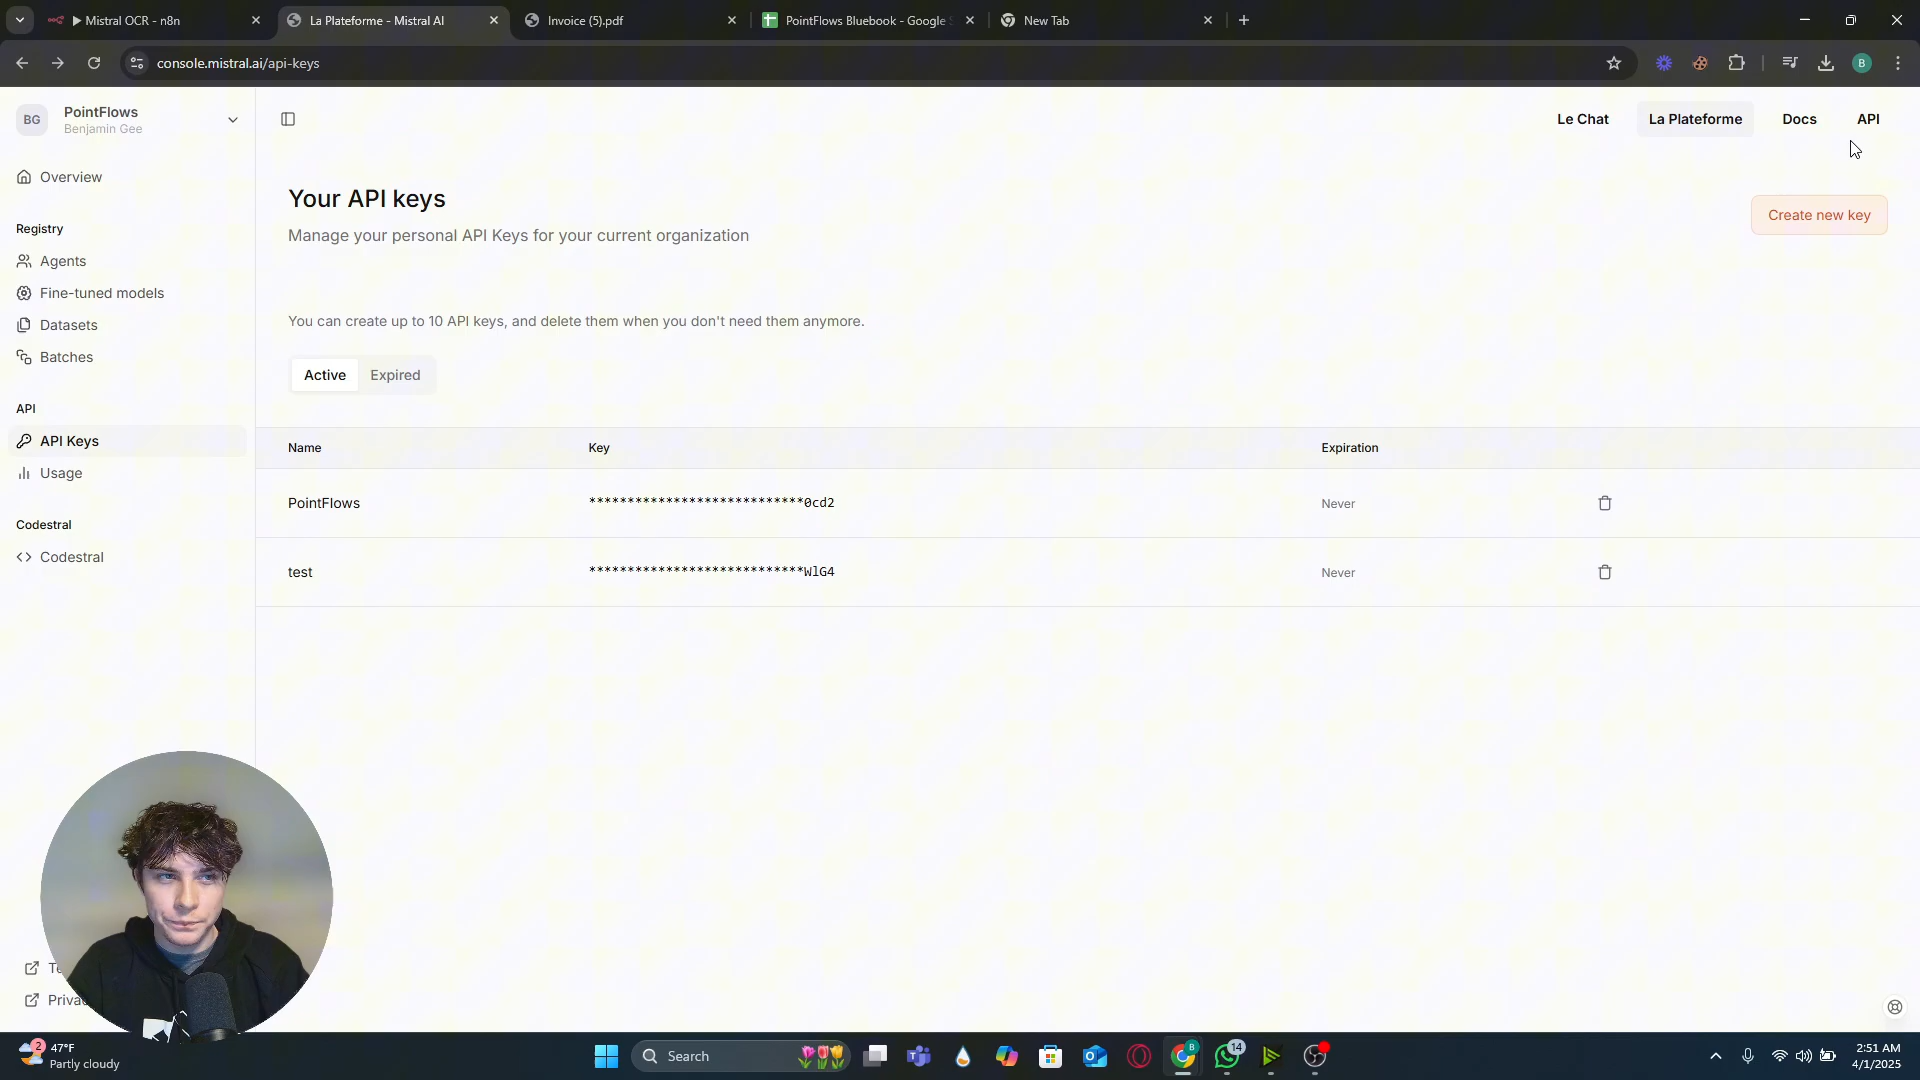 ▶ Mistral OCR - n8n
La Plateforme - Mistral AI
Invoice (5).pdf
PointFlows Bluebook - Google
New Tab
console.mistral.ai/api-keys
B
BG
PointFlows
Benjamin Gee
Le Chat
La Plateforme
Docs
API
Overview
Registry
Agents
Fine-tuned models
Datasets
Batches
API
API Keys
Usage
Codestral
Codestral
Your API keys
Manage your personal API Keys for your current organization
Create new key
You can create up to 10 API keys, and delete them when you don't need them anymore.
Active
Expired
Name
Key
Expiration
PointFlows
****************************0cd2
Never
test
****************************WlG4
Never
2
47°F
Partly cloudy
Search
B
14
2:51 AM
4/1/2025